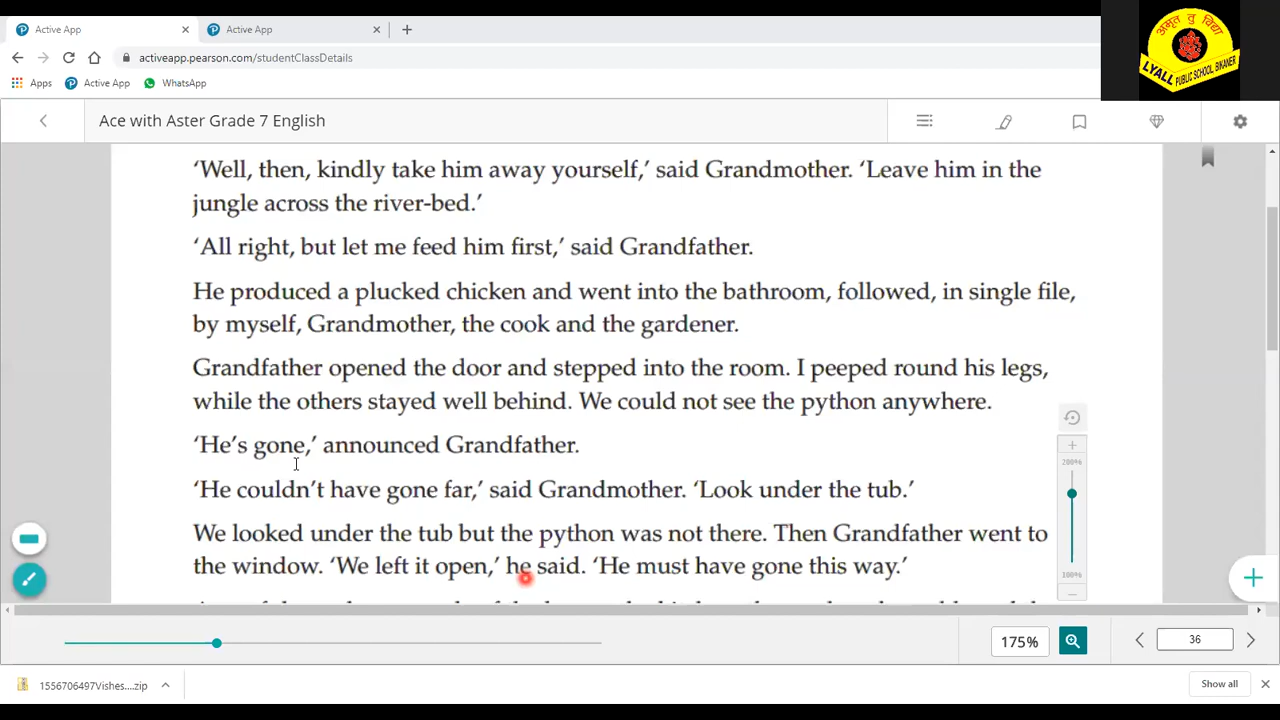 Active App
Active App
activeapp.pearson.com/studentClassDetails
Apps
Active App
WhatsApp
अमृतं तु विद्या
LYALL PUBLIC SCHOOL BIKANER
Ace with Aster Grade 7 English
‘Well, then, kindly take him away yourself,’ said Grandmother. ‘Leave him in the
jungle across the river-bed.’
‘All right, but let me feed him first,’ said Grandfather.
He produced a plucked chicken and went into the bathroom, followed, in single file,
by myself, Grandmother, the cook and the gardener.
Grandfather opened the door and stepped into the room. I peeped round his legs,
while the others stayed well behind. We could not see the python anywhere.
‘He’s gone,’ announced Grandfather.
‘He couldn’t have gone far,’ said Grandmother. ‘Look under the tub.’
We looked under the tub but the python was not there. Then Grandfather went to
the window. ‘We left it open,’ he said. ‘He must have gone this way.’
200%
100%
175%
36
1556706497Vishes....zip
Show all